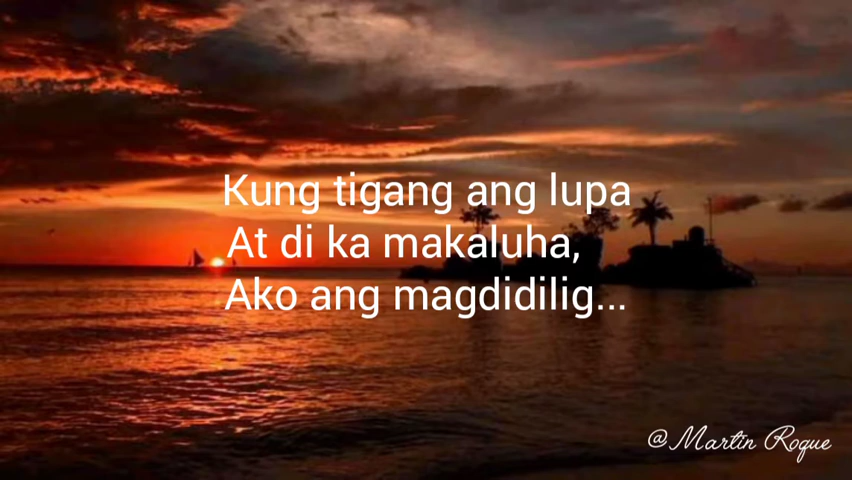 Kung tigang ang lupa
At di ka makaluha,
Ako ang magdidilig...
@Martin Roque